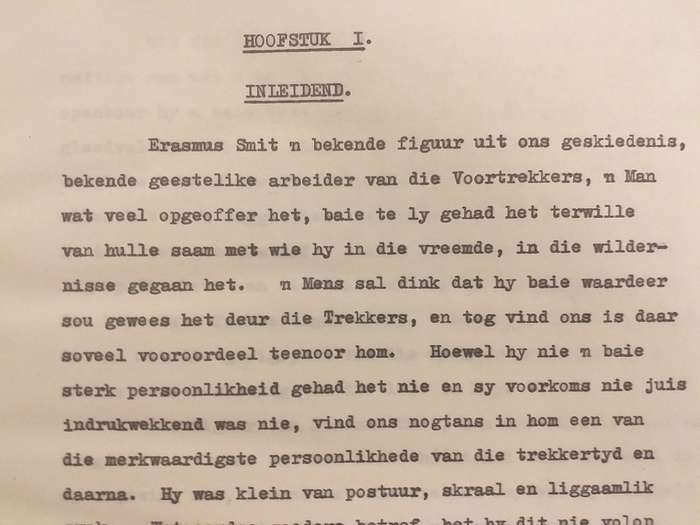 HOOFSTUK I.
INLEIDEND.
Erasmus Smit 'n bekende figuur uit ons geskiedenis,
bekende geestelike arbeider van die Voortrekkers, 'n Man
wat veel opgeoffer het, baie te ly gehad het terwille
van hulle saam met wie hy in die vreemde, in die wilder-
nisse gegaan het. 'n Mens sal dink dat hy baie waardeer
sou gewees het deur die Trekkers, en tog vind ons is daar
soveel vooroordeel teenoor hom. Hoewel hy nie 'n baie
sterk persoonlikheid gehad het nie en sy voorkoms nie juis
indrukwekkend was nie, vind ons nogtans in hom een van
die merkwaardigste persoonlikhede van die trekkertyd en
daarna. Hy was klein van postuur, skraal en liggaamlik
betref, het hy dit nie